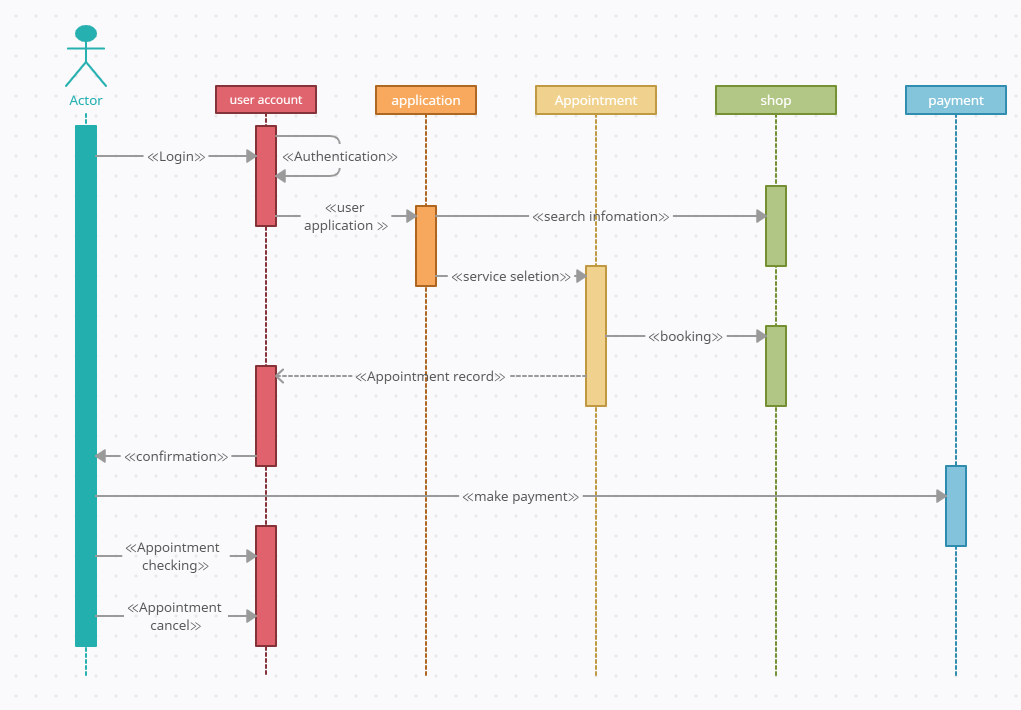 Actor
user account
application
Appointment
shop
payment
≪Login≫
≪Authentication≫
≪user
application ≫
≪search infomation≫
≪service seletion≫
≪booking≫
≪Appointment record≫
≪confirmation≫
≪make payment≫
≪Appointment
checking≫
≪Appointment
cancel≫